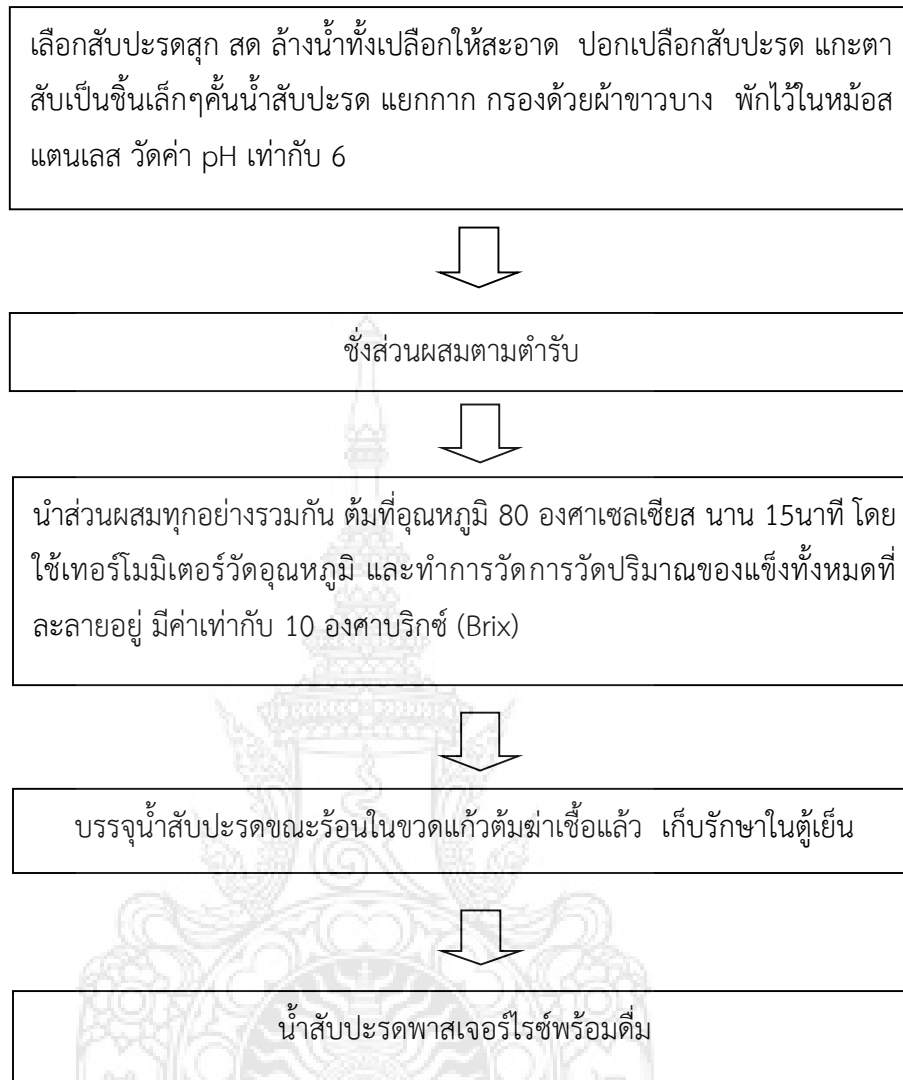 เลือกสับปะรดสุก สด ล้างน้ำทั้งเปลือกให้สะอาด ปอกเปลือกสับปะรด แกะตา
สับเป็นชิ้นเล็กๆคั้นน้ำสับปะรด แยกกาก กรองด้วยผ้าขาวบาง พักไว้ในหม้อส
แตนเลส วัดค่า pH เท่ากับ 6
ชั่งส่วนผสมตามตำรับ
นำส่วนผสมทุกอย่างรวมกัน ต้มที่อุณหภูมิ 80 องศาเซลเซียส นาน 15นาที โดย
ใช้เทอร์โมมิเตอร์วัดอุณหภูมิ และทำการวัดการวัดปริมาณของแข็งทั้งหมดที่
ละลายอยู่ มีค่าเท่ากับ 10 องศาบริกซ์ (Brix)
บรรจุน้ำสับปะรดขณะร้อนในขวดแก้วต้มฆ่าเชื้อแล้ว เก็บรักษาในตู้เย็น
น้ำสับปะรดพาสเจอร์ไรซ์พร้อมดื่ม